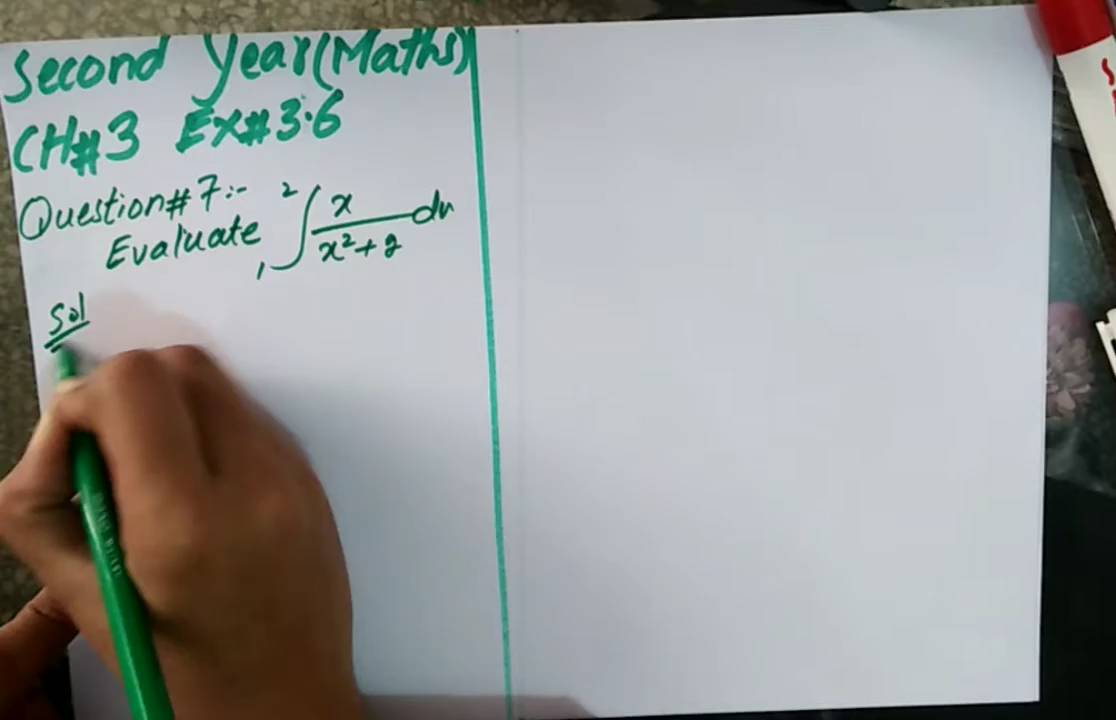 Second Year(Maths)
CH#3 Ex#3.6
Question#7:-
Evaluate ₁²∫ x/(x²+2) dx
Sol